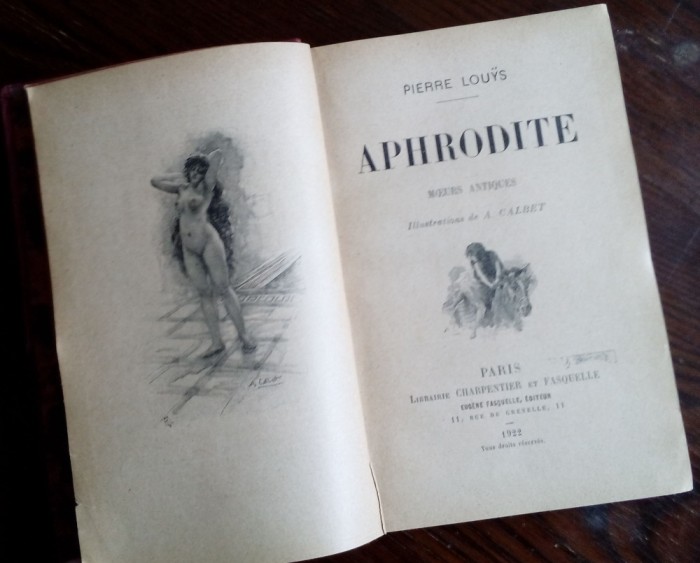 PIERRE LOUŸS
APHRODITE
MŒURS ANTIQUES
Illustrations de A. CALBET
PARIS
LIBRAIRIE CHARPENTIER ET FASQUELLE
EUGÈNE FASQUELLE, ÉDITEUR
11, RUE DE GRENELLE, 11
1922
Tous droits réservés.